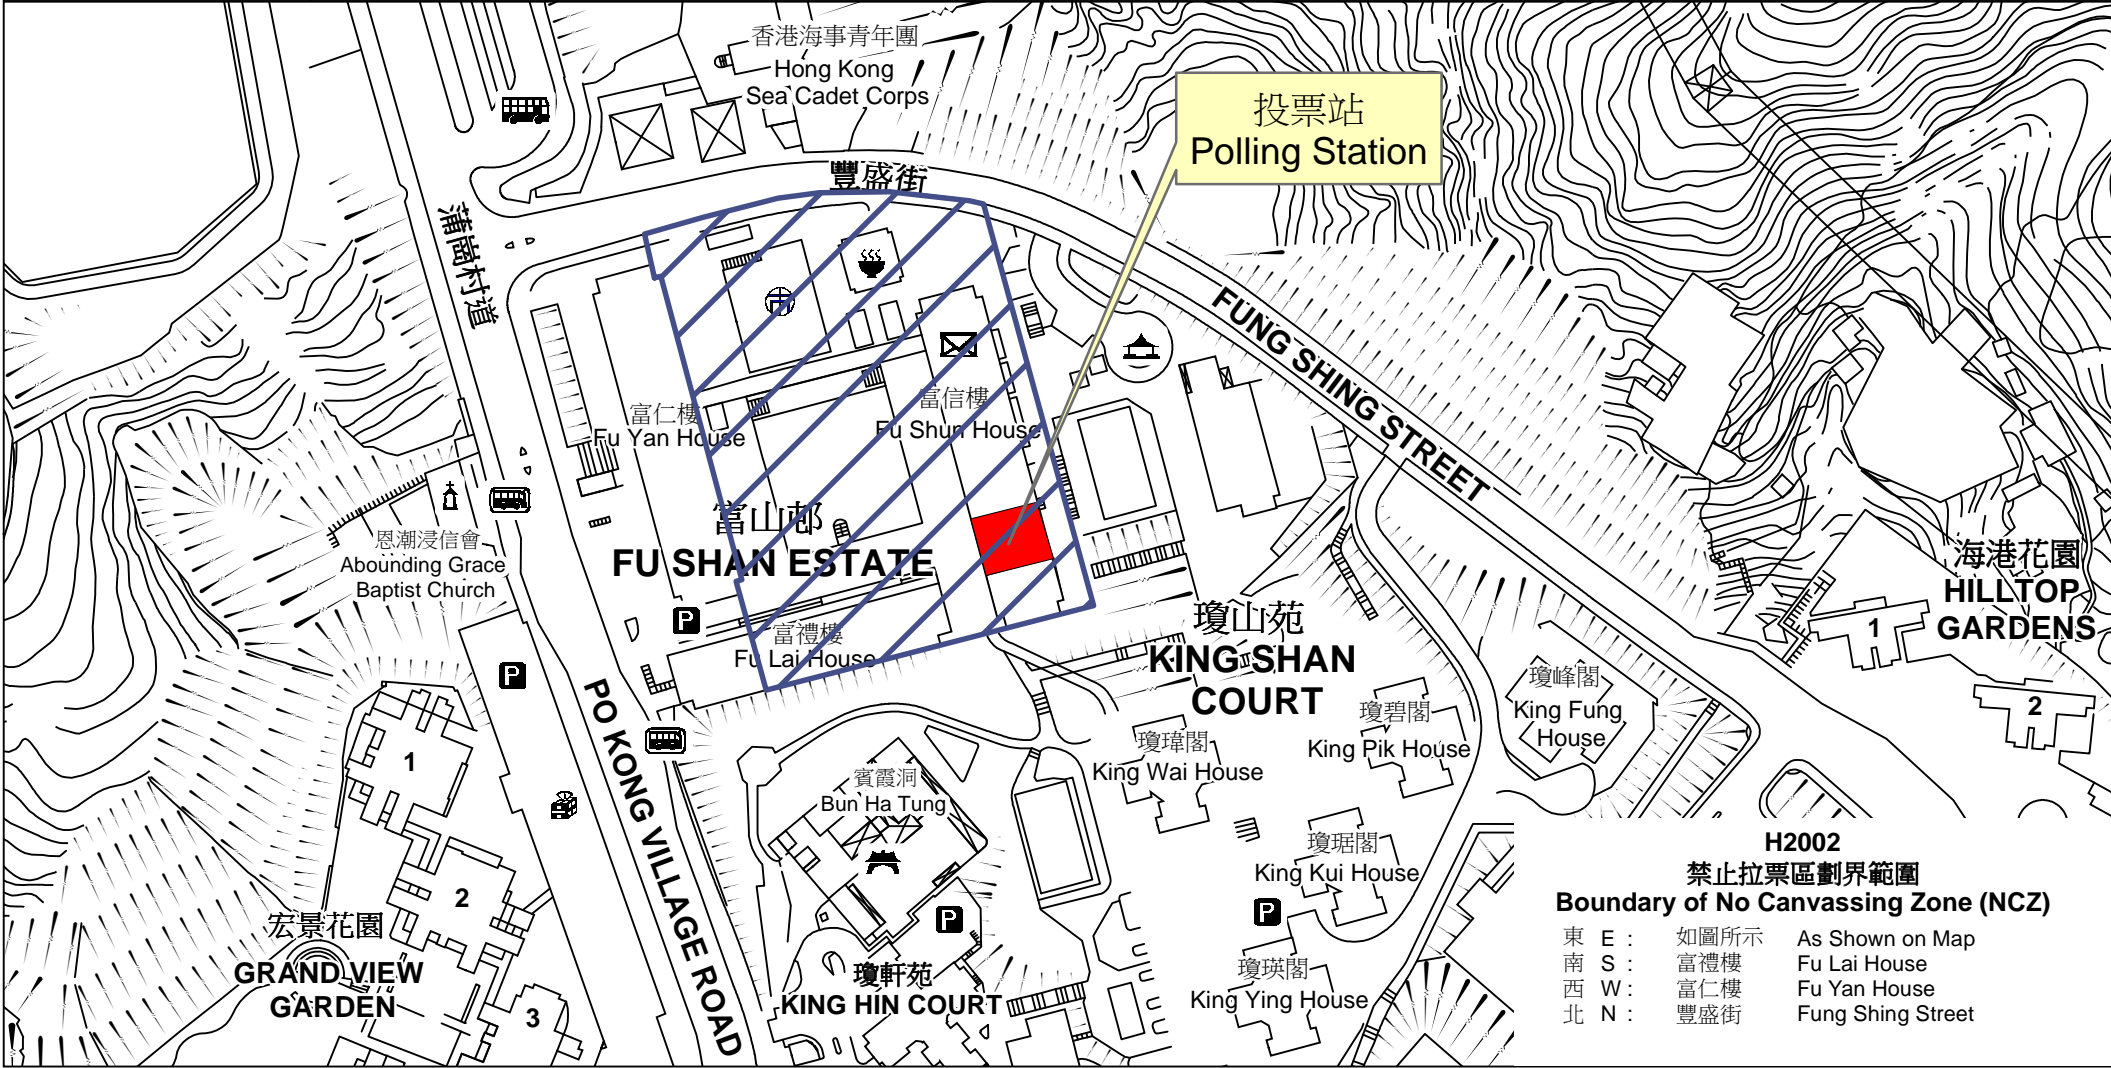 香港海事青年團
Hong Kong
Sea Cadet Corps
投票站
Polling Station
豐盛街
蒲崗村道
FUNG SHING STREET
富仁樓
Fu Yan House
富信樓
Fu Shun House
富山邨
FU SHAN ESTATE
恩潮浸信會
Abounding Grace
Baptist Church
P
富禮樓
Fu Lai House
瓊山苑
KING SHAN
COURT
海港花園
HILLTOP
GARDENS
1
2
P
PO KONG VILLAGE ROAD
瓊峰閣
King Fung
House
瓊碧閣
King Pik House
瓊瑋閣
King Wai House
賓霞洞
Bun Ha Tung
1
2
3
宏景花園
GRAND VIEW
GARDEN
P
瓊軒苑
KING HIN COURT
瓊琚閣
King Kui House
P
瓊瑛閣
King Ying House
H2002
禁止拉票區劃界範圍
Boundary of No Canvassing Zone (NCZ)
東 E : 如圖所示 As Shown on Map
南 S : 富禮樓 Fu Lai House
西 W : 富仁樓 Fu Yan House
北 N : 豐盛街 Fung Shing Street